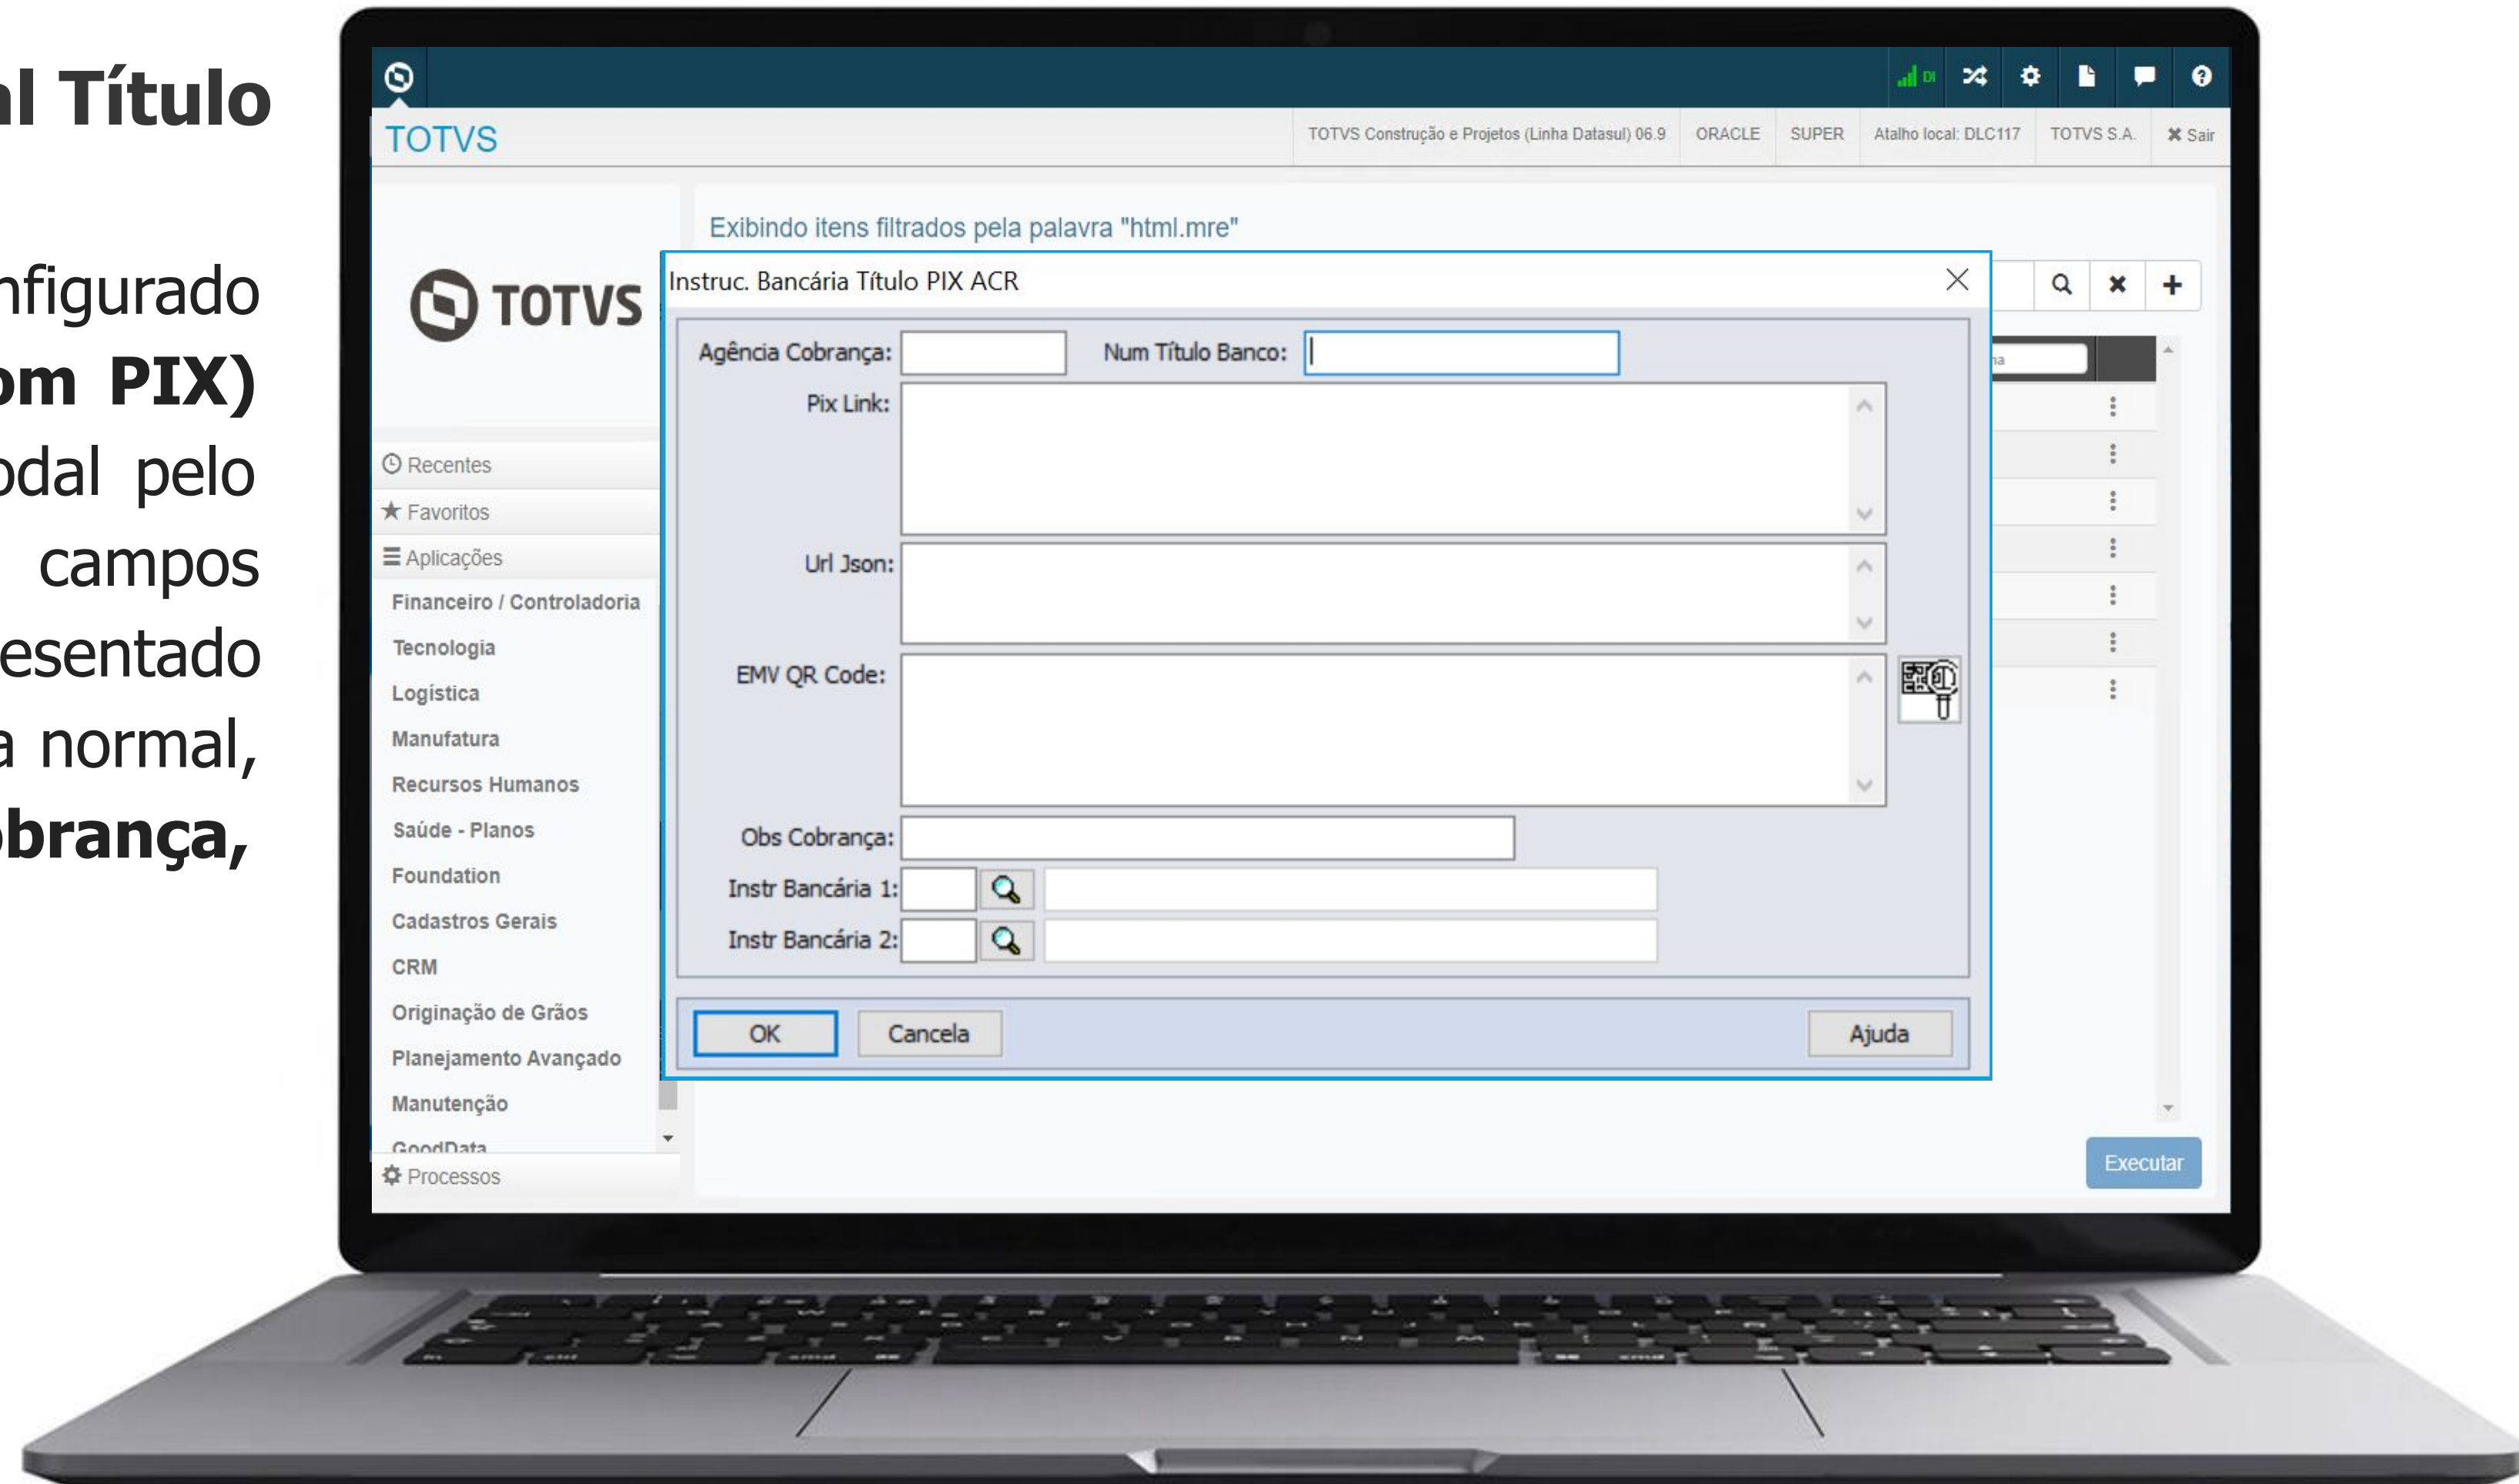 al Título
nfigurado
om PIX)
odal pelo
campos
esentado
a normal,
obrança,
DI
TOTVS
TOTVS Construção e Projetos (Linha Datasul) 06.9 ORACLE SUPER Atalho local: DLC117 TOTVS S.A. Sair
TOTVS
Exibindo itens filtrados pela palavra "html.mre"
Recentes
Favoritos
Aplicações
Financeiro / Controladoria
Tecnologia
Logística
Manufatura
Recursos Humanos
Saúde - Planos
Foundation
Cadastros Gerais
CRM
Originação de Grãos
Planejamento Avançado
Manutenção
GoodData
Processos
Instruc. Bancária Título PIX ACR
Agência Cobrança: Num Título Banco:
Pix Link:
Url Json:
EMV QR Code:
Obs Cobrança:
Instr Bancária 1:
Instr Bancária 2:
OK Cancela Ajuda
Executar